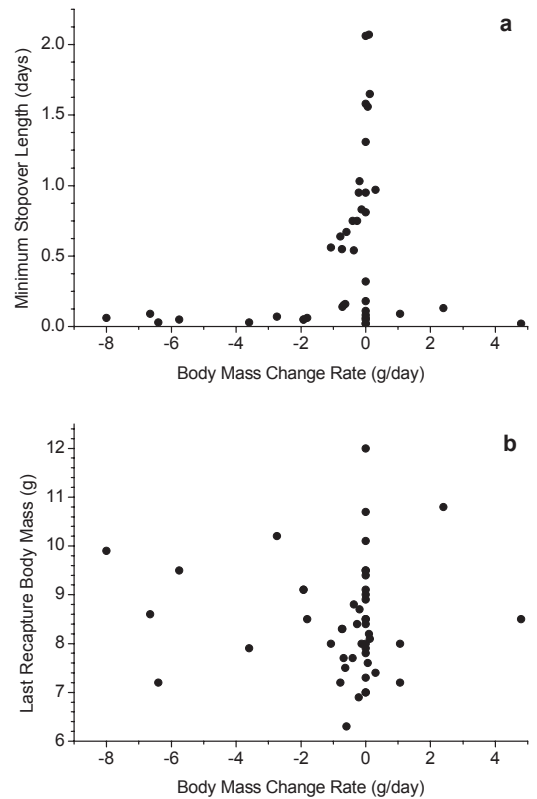 a
Minimum Stopover Length (days)
2.0
1.5
1.0
0.5
0.0
-8 -6 -4 -2 0 2 4
Body Mass Change Rate (g/day)
b
Last Recapture Body Mass (g)
12
11
10
9
8
7
6
-8 -6 -4 -2 0 2 4
Body Mass Change Rate (g/day)